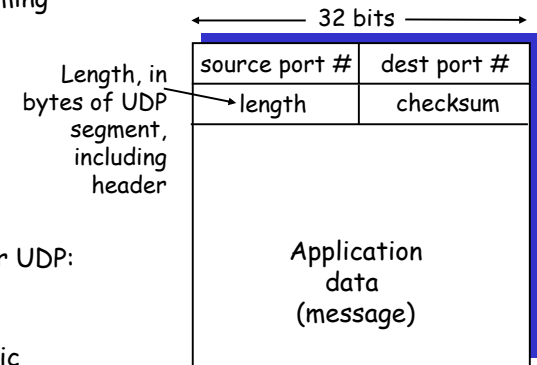 32 bits
source port # dest port #
length checksum
Length, in
bytes of UDP
segment,
including
header
UDP:
Application
data
(message)